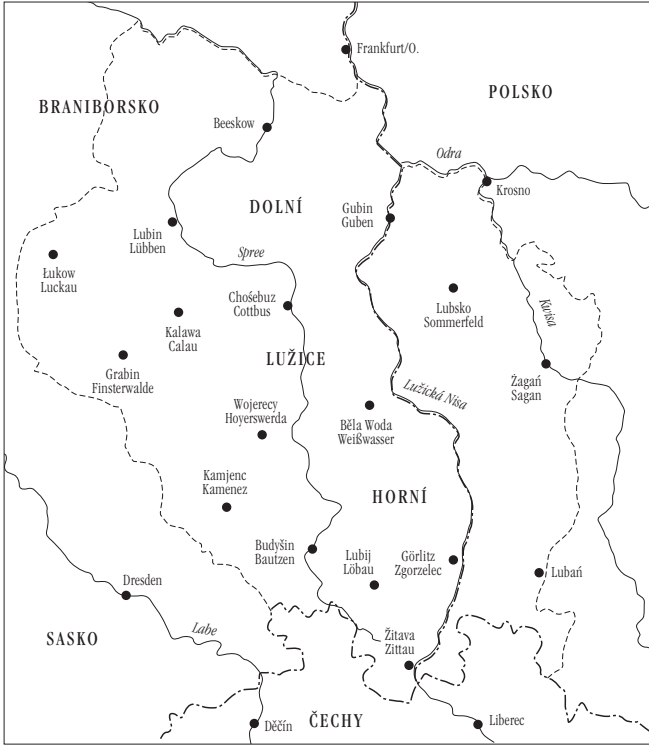 Frankfurt/O.
BRANIBORSKO
POLSKO
Beeskow
Odra
Krosno
DOLNÍ
Gubin
Guben
Lubin
Lübben
Spree
Łukow
Luckau
Chośebuz
Cottbus
Lubsko
Sommerfeld
Kwisa
Kalawa
Calau
LUŽICE
Grabin
Finsterwalde
Żagań
Sagan
Lužická Nisa
Wojerecy
Hoyerswerda
Běla Woda
Weißwasser
Kamjenc
Kamenez
HORNÍ
Budyšin
Bautzen
Lubij
Löbau
Görlitz
Zgorzelec
Lubań
Dresden
Labe
SASKO
Žitava
Zittau
Děčín
ČECHY
Liberec